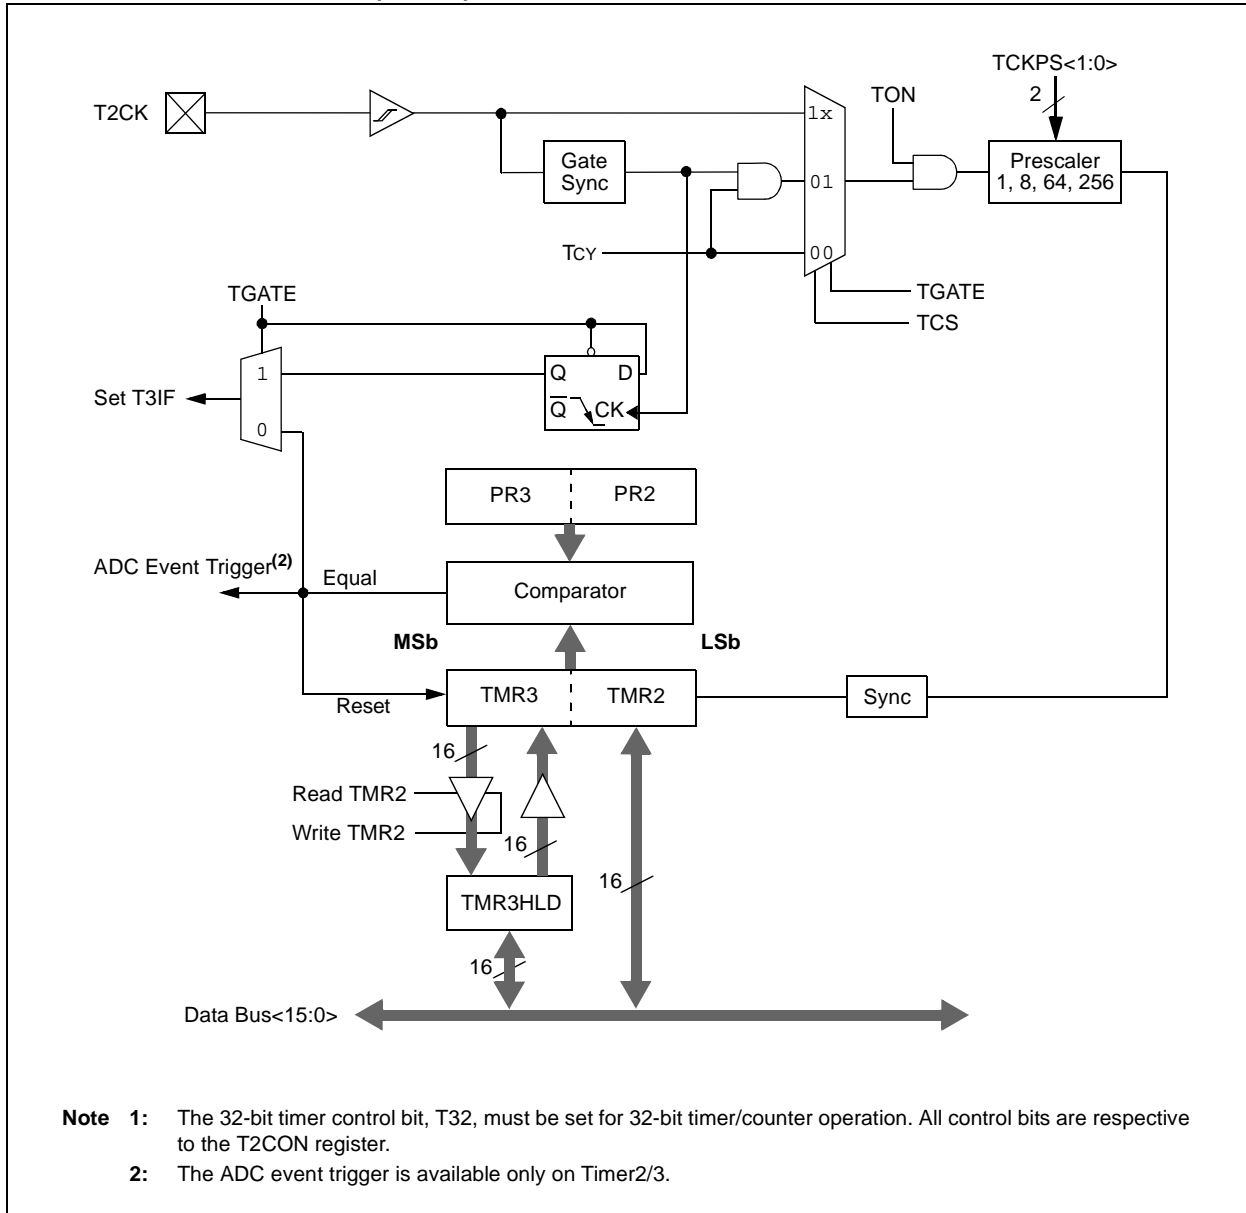 TCKPS<1:0>
2
TON
T2CK
1x
Gate
Sync
Prescaler
1, 8, 64, 256
01
TCY
00
TGATE
TCS
TGATE
1
Q D
Set T3IF
Q CK
0
PR3 PR2
ADC Event Trigger(2)
Equal
Comparator
MSb LSb
TMR3 TMR2
Sync
Reset
16
Read TMR2
Write TMR2
16
16
TMR3HLD
16
Data Bus<15:0>
Note 1: The 32-bit timer control bit, T32, must be set for 32-bit timer/counter operation. All control bits are respective
to the T2CON register.
2: The ADC event trigger is available only on Timer2/3.